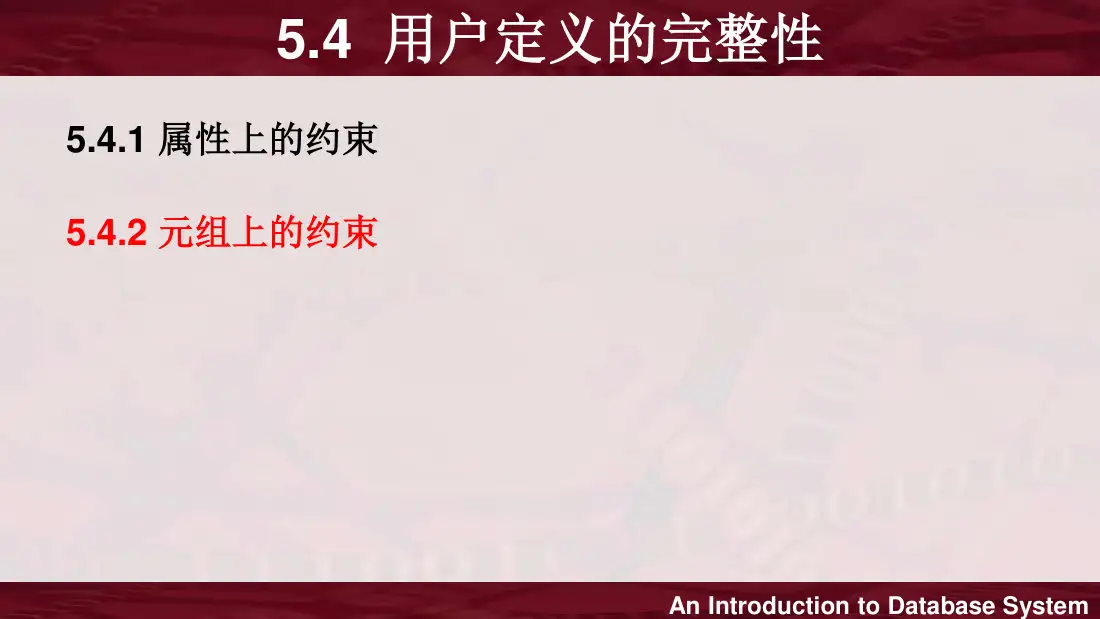 5.4 用户定义的完整性
5.4.1 属性上的约束
5.4.2 元组上的约束
An Introduction to Database System